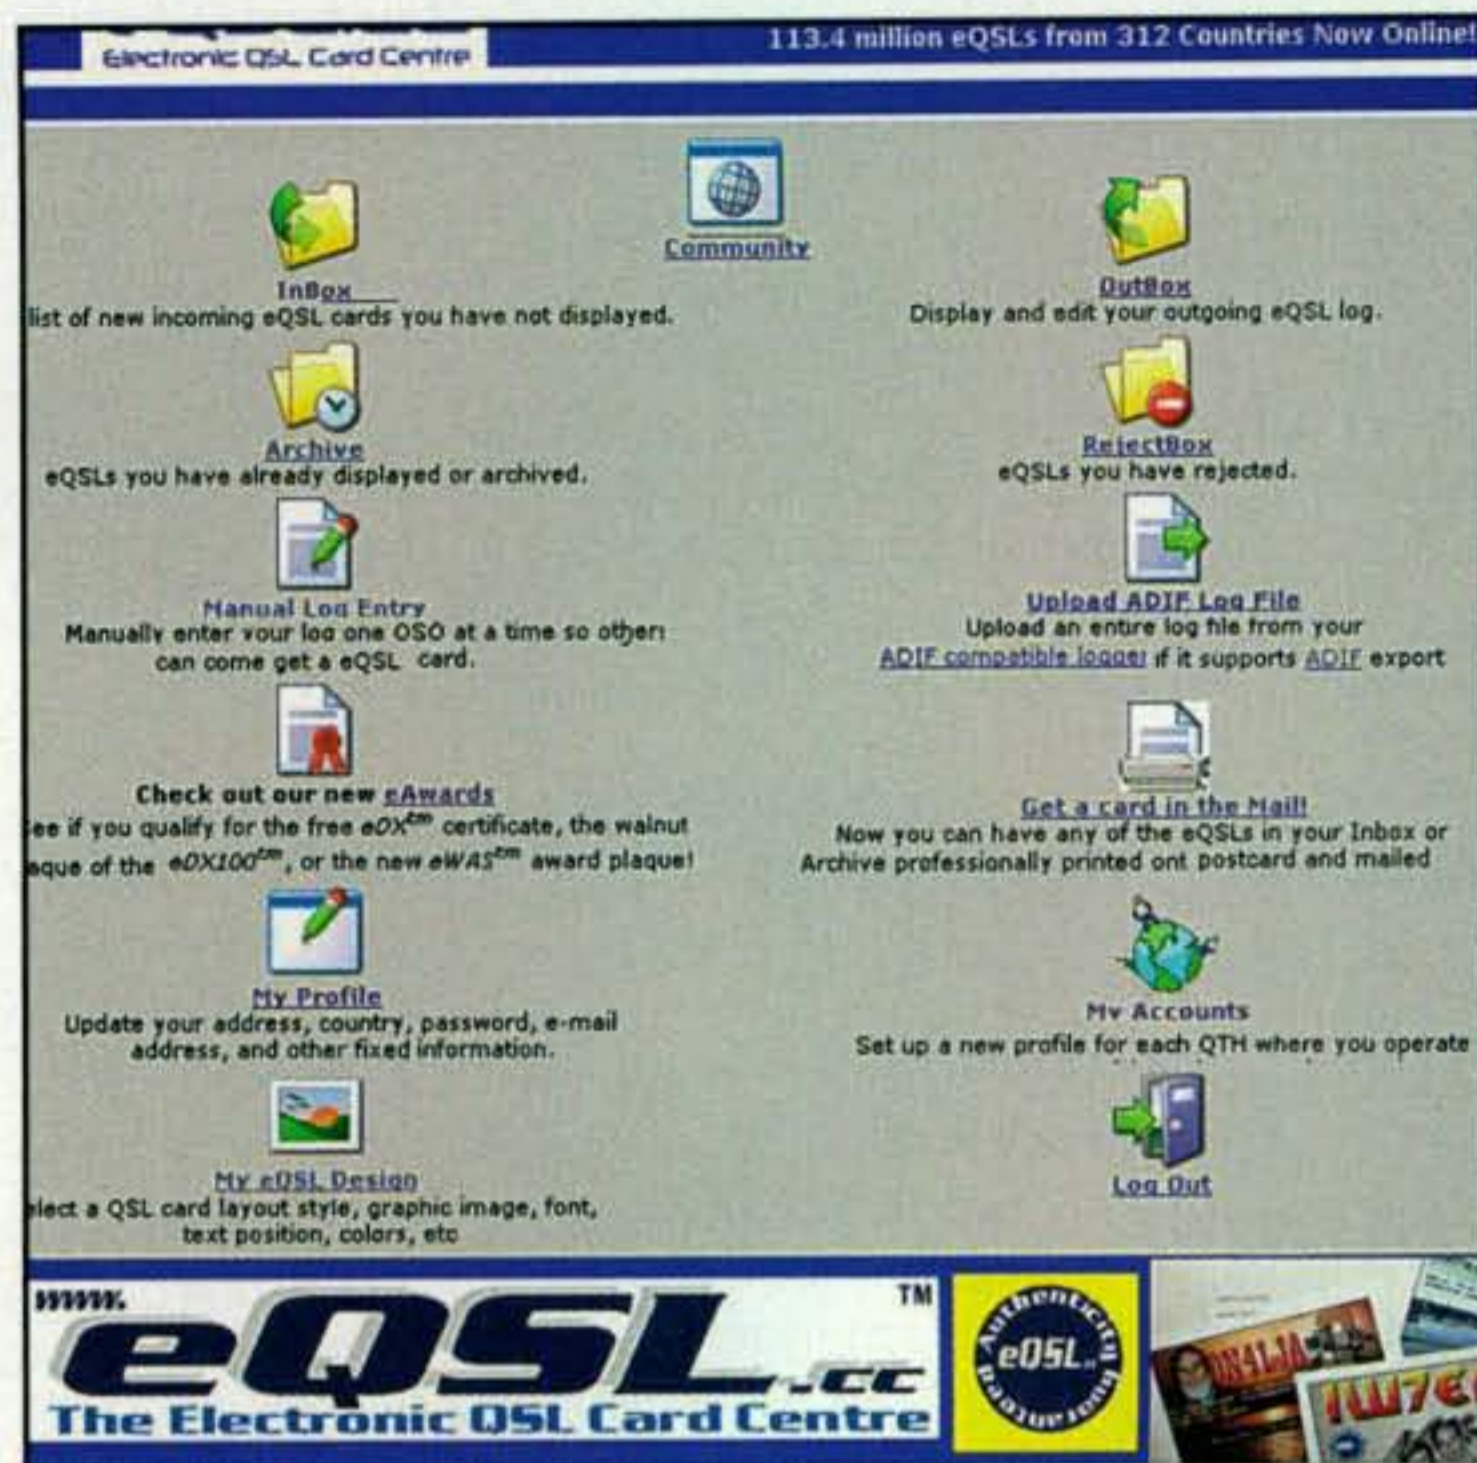 Electronic QSL Card Centre
113.4 million eQSLs from 312 Countries Now Online!
Community
InBox
list of new incoming eQSL cards you have not displayed.
OutBox
Display and edit your outgoing eQSL log.
Archive
eQSLs you have already displayed or archived.
RejectBox
eQSLs you have rejected.
Manual Log Entry
Manually enter your log one QSO at a time so others
can come get a eQSL card.
Upload ADIF Log File
Upload an entire log file from your
ADIF compatible logger if it supports ADIF export
Check out our new eAwards
ee if you qualify for the free eDX™ certificate, the walnut
aque of the eDX100™, or the new eWAS™ award plaque!
Get a card in the Mail!
Now you can have any of the eQSLs in your Inbox or
Archive professionally printed ont postcard and mailed
My Profile
Update your address, country, password, e-mail
address, and other fixed information.
My Accounts
Set up a new profile for each QTH where you operate
My eQSL Design
elect a QSL card layout style, graphic image, font,
text position, colors, etc
Log Out
www.
eQSL.cc TM
The Electronic QSL Card Centre
Authenticity Guaranteed
eQSL.cc
ON4LJA
IW7E